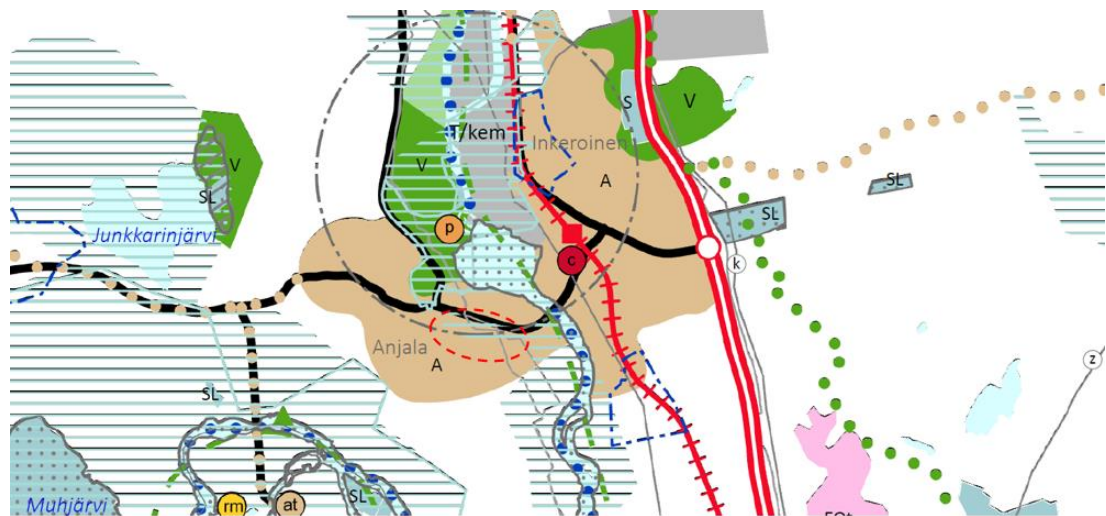 T/kem
S
V
Inkeroinen
V
V
SL
A
SL
SL
p
Junkkarinjärvi
c
k
Anjala
A
z
SL
SL
rm
at
Muhjärvi